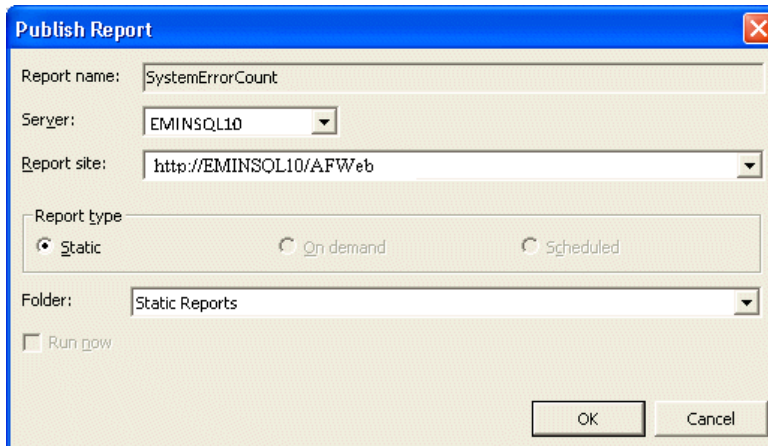 Publish Report
Report name: SystemErrorCount
Server: EMINSQL10
Report site: http://EMINSQL10/AFWeb
Report type
Static On demand Scheduled
Folder: Static Reports
Run now
OK Cancel